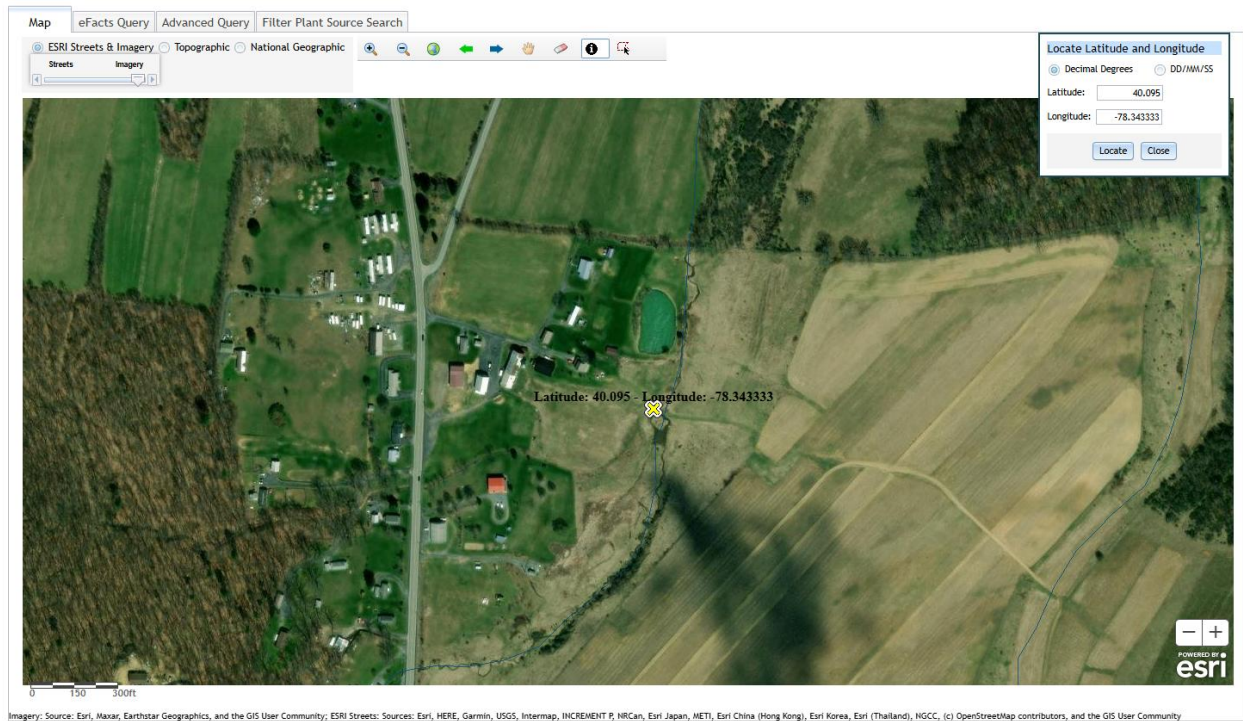 Map eFacts Query Advanced Query Filter Plant Source Search
ESRI Streets & Imagery Topographic National Geographic
Streets Imagery
Locate Latitude and Longitude
Decimal Degrees DD/MM/SS
Latitude: 40.095
Longitude: -78.343333
Locate Close
Latitude: 40.095 - Longitude: -78.343333
− +
POWERED BY
esri
0 150 300ft
Imagery: Source: Esri, Maxar, Earthstar Geographics, and the GIS User Community; ESRI Streets: Sources: Esri, HERE, Garmin, USGS, Intermap, INCREMENT P, NRCan, Esri Japan, METI, Esri China (Hong Kong), Esri Korea, Esri (Thailand), NGCC, (c) OpenStreetMap contributors, and the GIS User Community